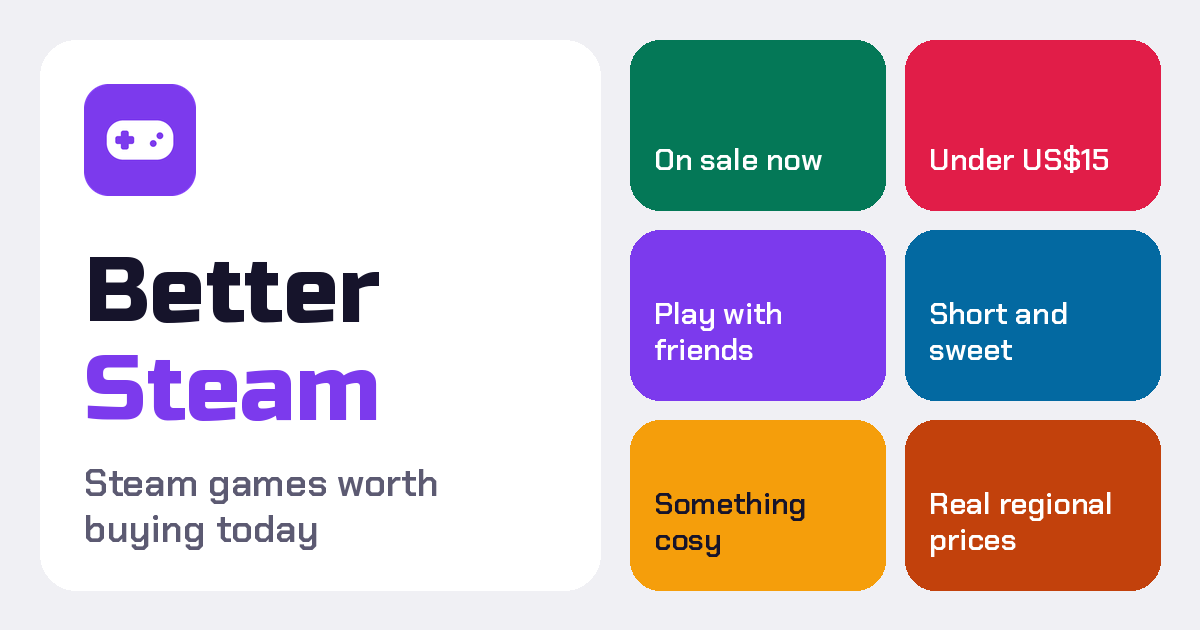 Better
Steam
Steam games worth
buying today
On sale now
Under US$15
Play with
friends
Short and
sweet
Something
cosy
Real regional
prices